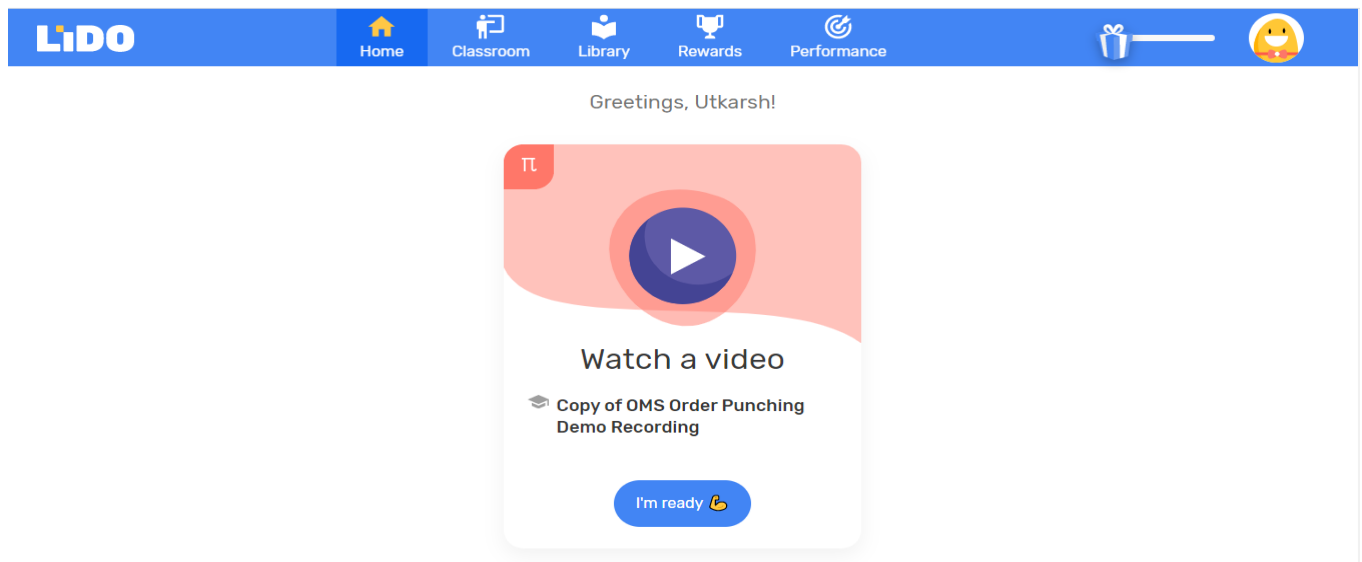 LiDO
Home
Classroom
Library
Rewards
Performance
Greetings, Utkarsh!
π
Watch a video
Copy of OMS Order Punching
Demo Recording
I'm ready 💪